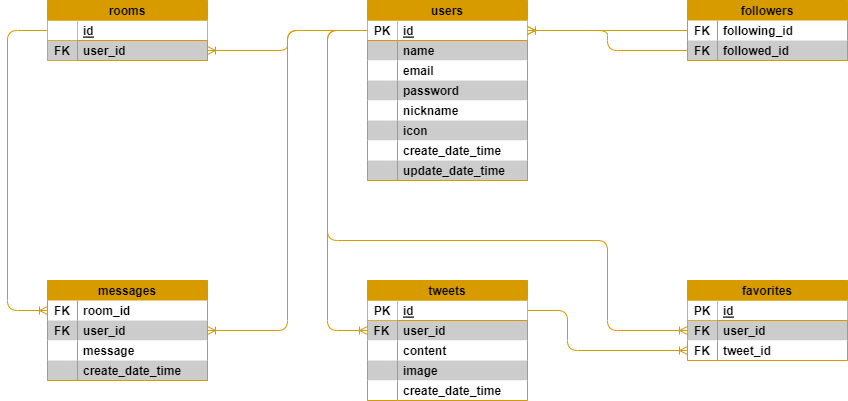 rooms
id
FK user_id
users
PK id
name
email
password
nickname
icon
create_date_time
update_date_time
followers
FK following_id
FK followed_id
messages
FK room_id
FK user_id
message
create_date_time
tweets
PK id
FK user_id
content
image
create_date_time
favorites
PK id
FK user_id
FK tweet_id